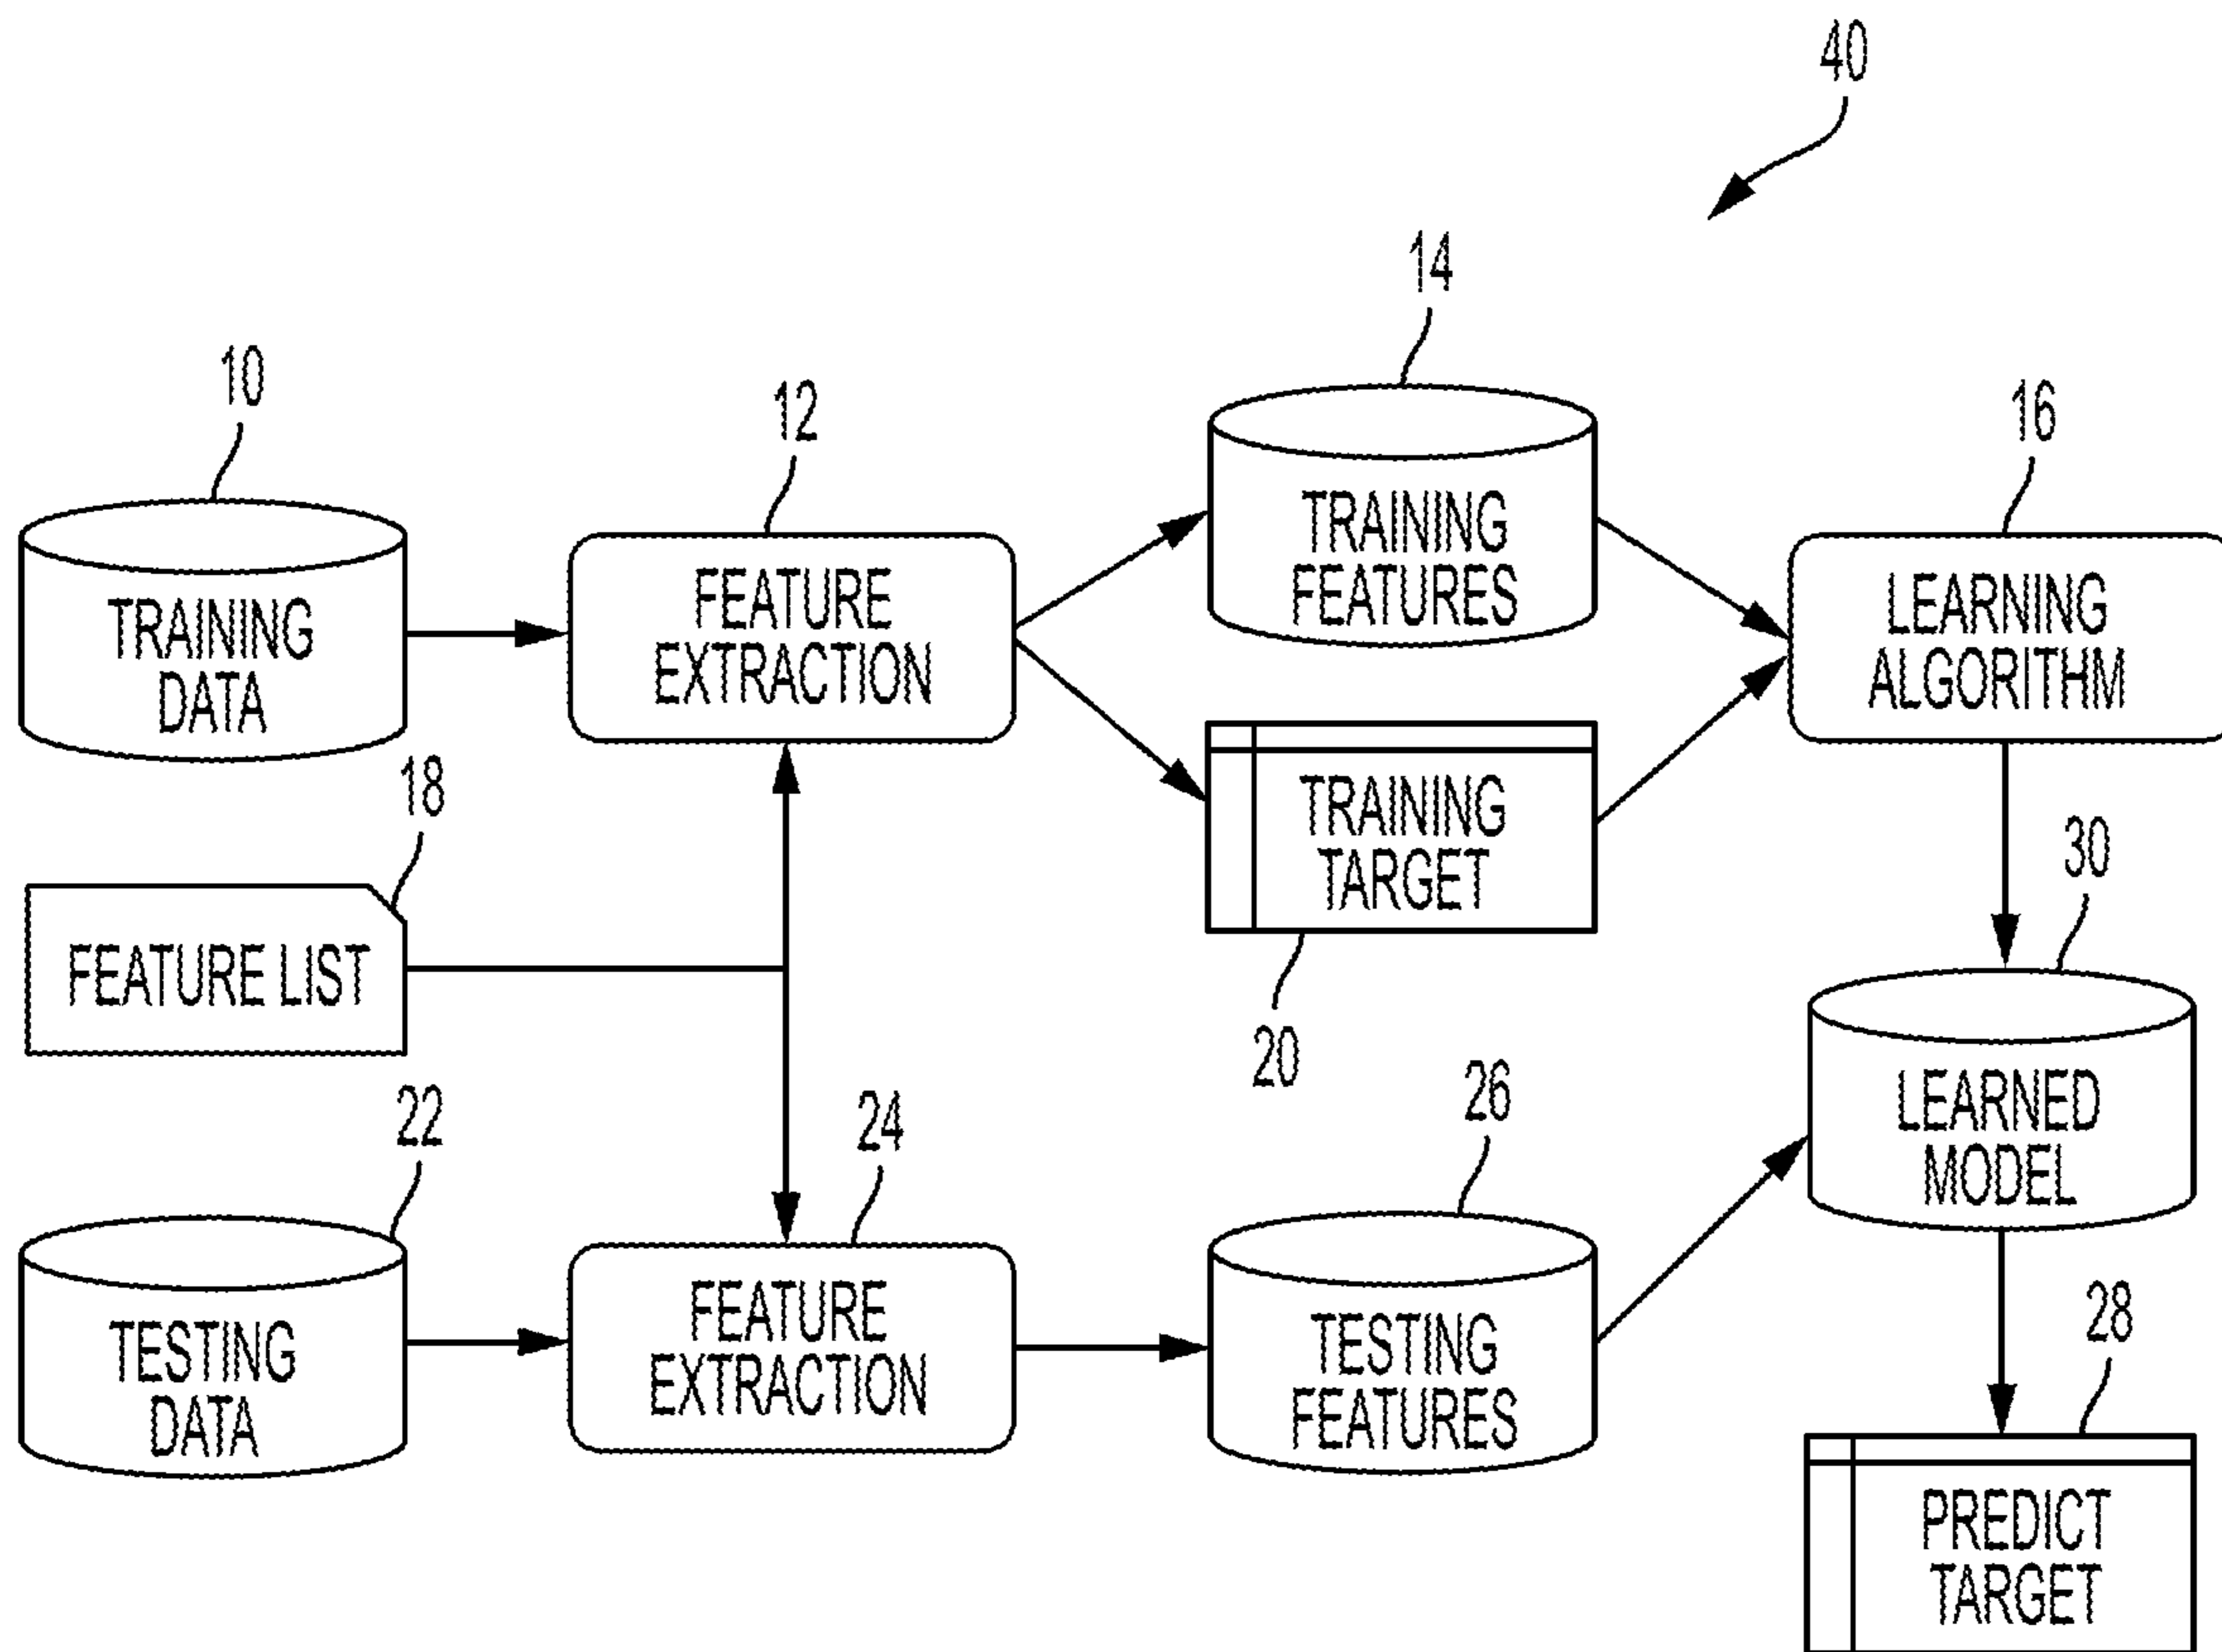 40
14
10
12
16
TRAINING
FEATURES
TRAINING
DATA
FEATURE
EXTRACTION
LEARNING
ALGORITHM
18
TRAINING
TARGET
30
FEATURE LIST
20
26
22
24
LEARNED
MODEL
TESTING
DATA
FEATURE
EXTRACTION
TESTING
FEATURES
28
PREDICT
TARGET